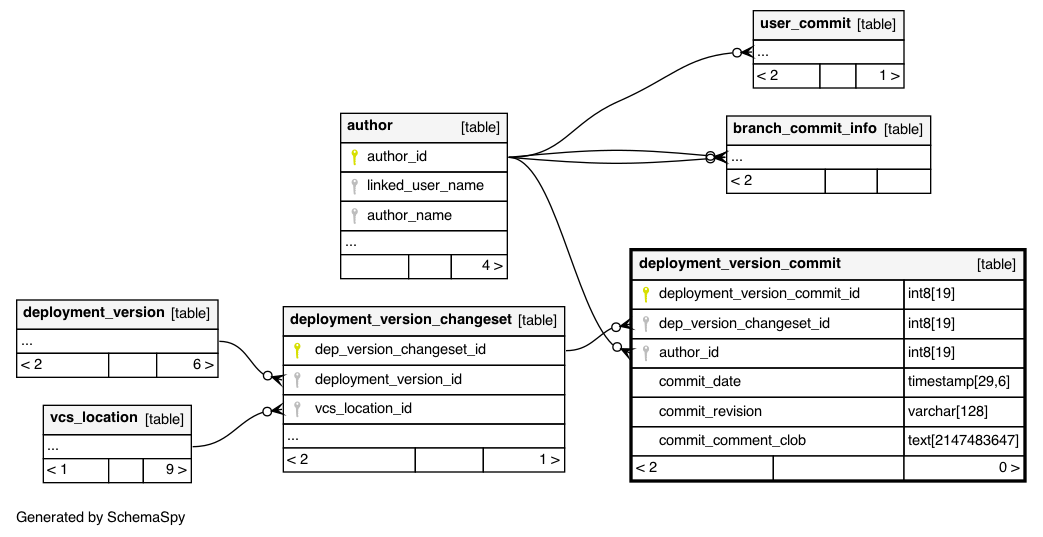 user_commit [table]
...
< 2 1 >
author [table]
author_id
linked_user_name
author_name
...
4 >
branch_commit_info [table]
...
< 2
deployment_version_commit [table]
deployment_version_commit_id int8[19]
dep_version_changeset_id int8[19]
author_id int8[19]
commit_date timestamp[29,6]
commit_revision varchar[128]
commit_comment_clob text[2147483647]
< 2 0 >
deployment_version [table]
...
< 2 6 >
deployment_version_changeset [table]
dep_version_changeset_id
deployment_version_id
vcs_location_id
...
< 2 1 >
vcs_location [table]
...
< 1 9 >
Generated by SchemaSpy